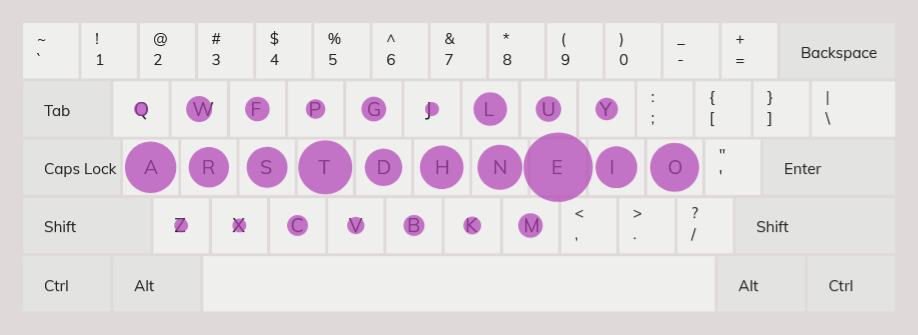 ~ ! @ # $ % ^ & * ( ) _ +
` 1 2 3 4 5 6 7 8 9 0 - = Backspace
Tab Q W F P G J L U Y : ; { [ } ] | \
Caps Lock A R S T D H N E I O " ' Enter
Shift Z X C V B K M < , > . ? / Shift
Ctrl Alt Alt Ctrl